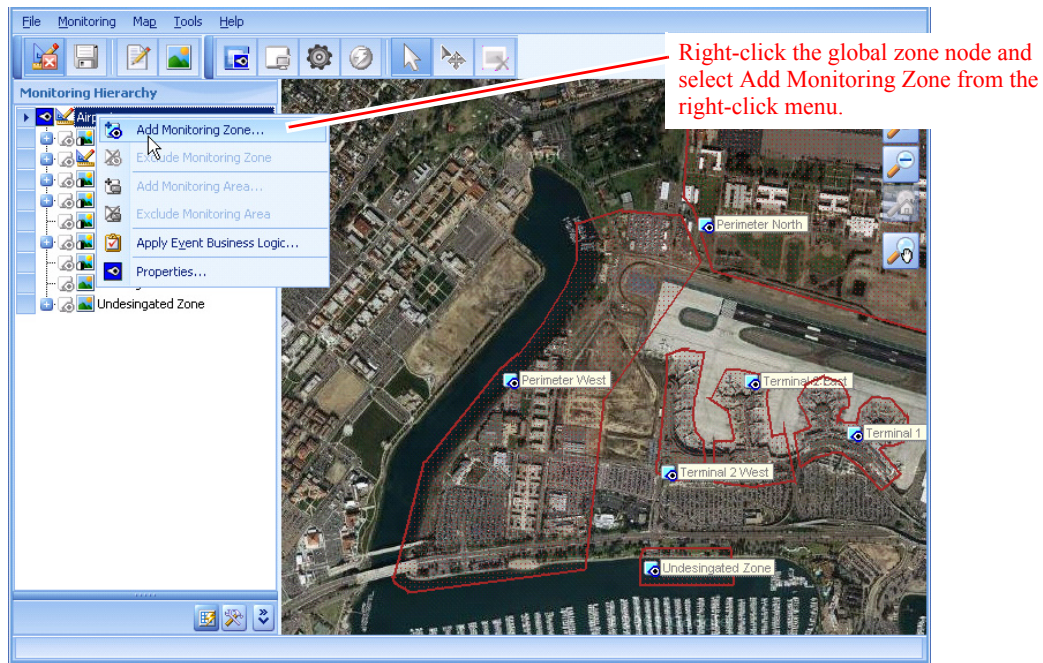 File Monitoring Map Tools Help
Right-click the global zone node and
select Add Monitoring Zone from the
right-click menu.
Monitoring Hierarchy
Add Monitoring Zone...
Exclude Monitoring Zone
Add Monitoring Area...
Exclude Monitoring Area
Apply Event Business Logic...
Properties...
Undesingated Zone
Perimeter North
Perimeter West
Terminal 2 East
Terminal 1
Terminal 2 West
Undesingated Zone